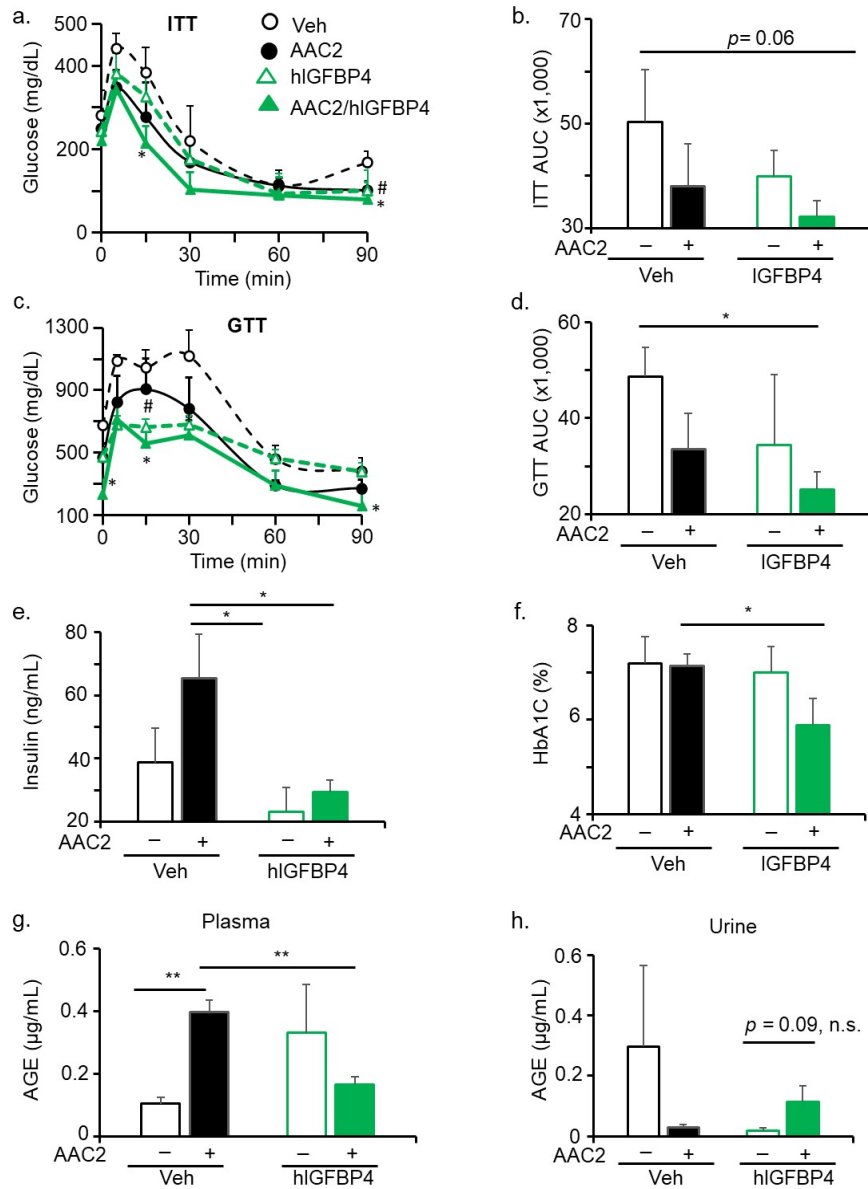 a.
ITT
Veh
AAC2
hIGFBP4
AAC2/hIGFBP4
Glucose (mg/dL)
500
400
200
100
0
*
#
*
0 30 60 90
Time (min)
b.
p= 0.06
ITT AUC (x1,000)
70
50
30
AAC2 – + – +
Veh IGFBP4
c.
GTT
Glucose (mg/dL)
1300
900
500
100
*
#
*
*
*
0 30 60 90
Time (min)
d.
*
GTT AUC (x1,000)
60
40
20
AAC2 – + – +
Veh IGFBP4
e.
*
*
Insulin (ng/mL)
80
60
40
20
AAC2 – + – +
Veh hIGFBP4
f.
*
HbA1C (%)
8
6
4
AAC2 – + – +
Veh IGFBP4
g.
Plasma
**
**
AGE (µg/mL)
0.6
0.4
0.2
0
AAC2 – + – +
Veh hIGFBP4
h.
Urine
p = 0.09, n.s.
AGE (µg/mL)
0.6
0.4
0.2
0
AAC2 – + – +
Veh hIGFBP4